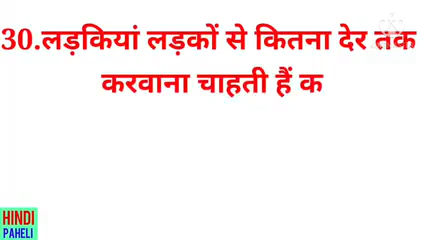 30.लड़कियां लड़कों से कितना देर तक
करवाना चाहती हैं क
HINDI
PAHELI